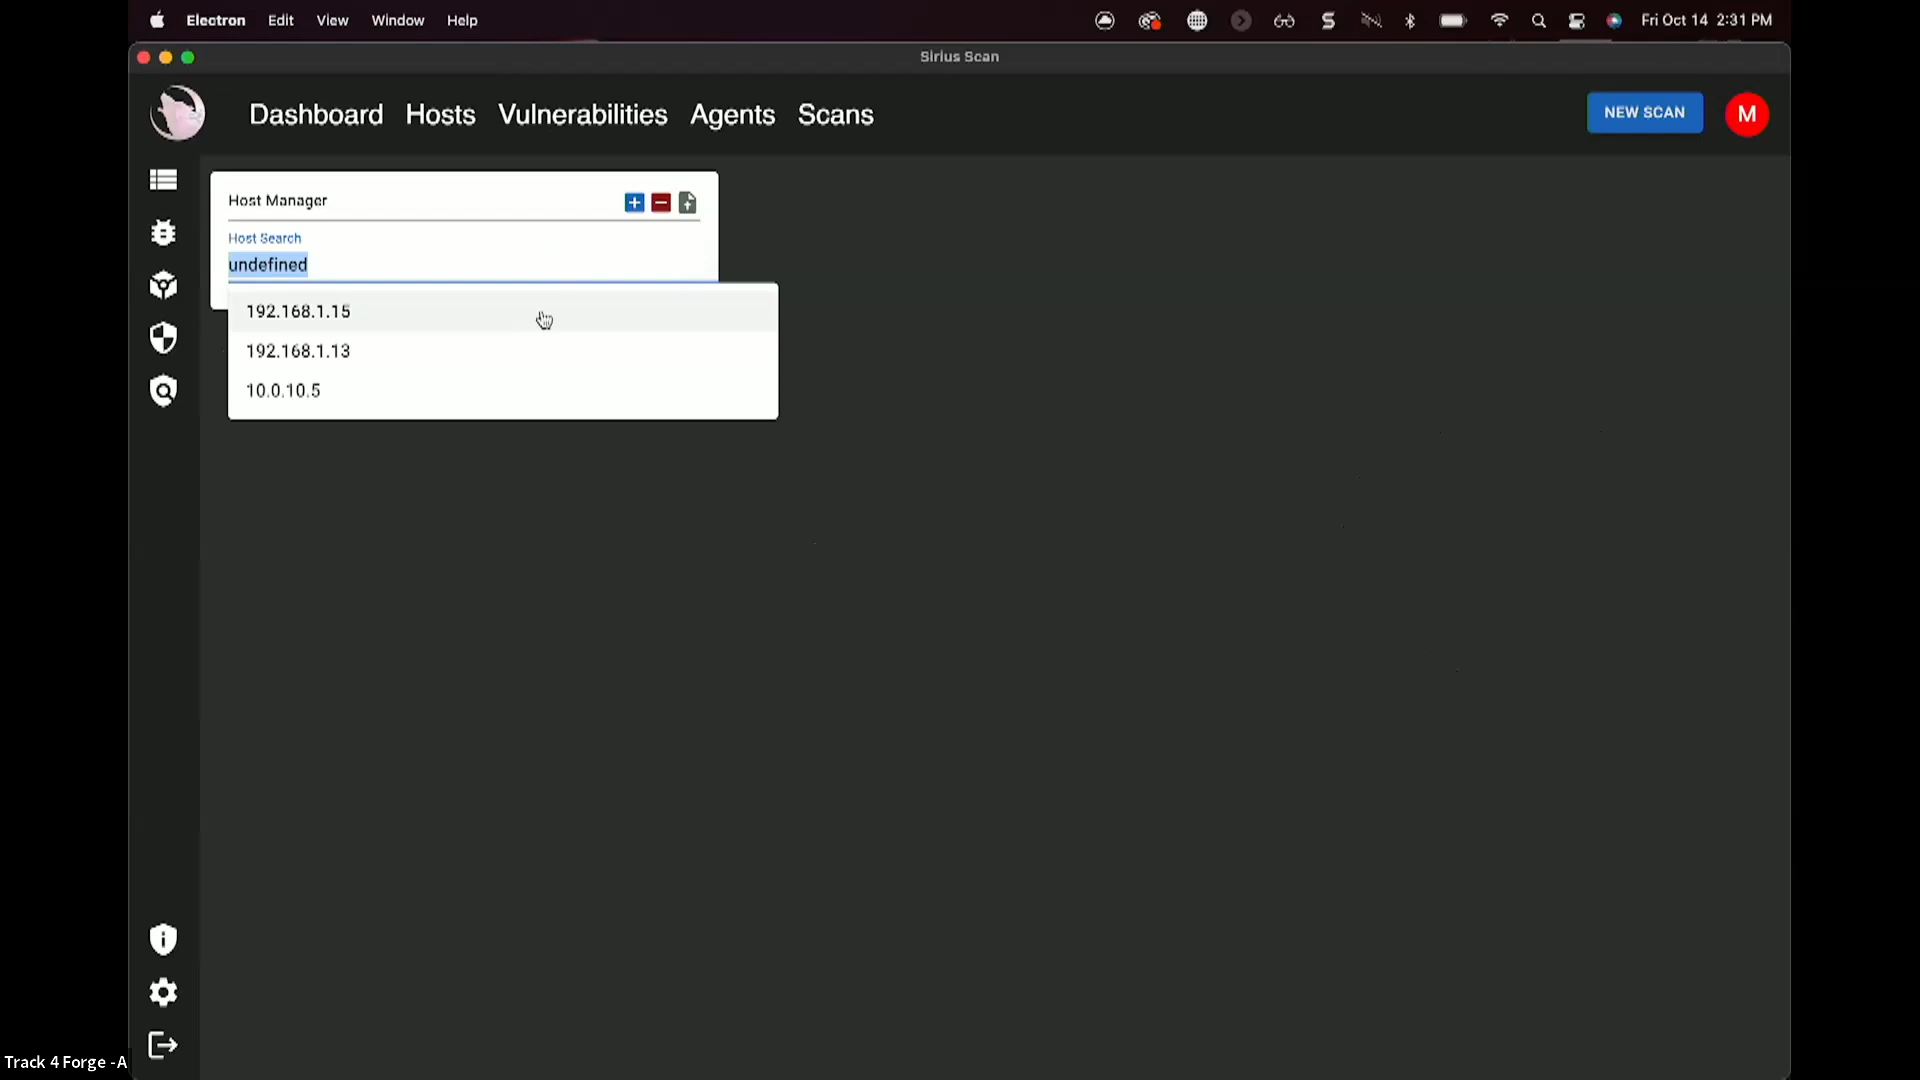 Electron Edit View Window Help Fri Oct 14 2:31 PM
Sirius Scan
Dashboard Hosts Vulnerabilities Agents Scans NEW SCAN M
Host Manager
Host Search
undefined
192.168.1.15
192.168.1.13
10.0.10.5
Track 4 Forge -A